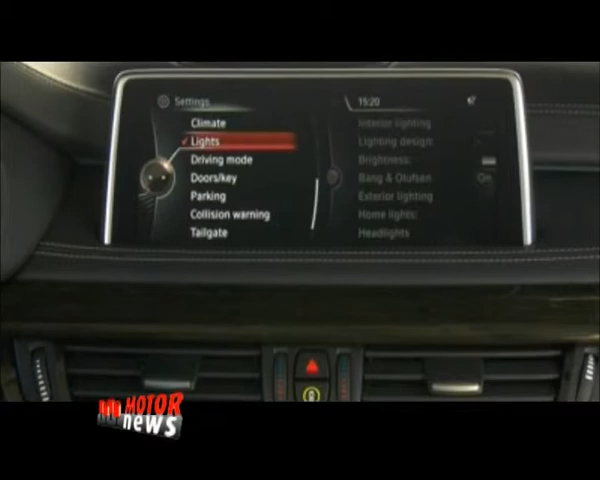 Settings
15:20
Climate
Lights
Driving mode
Doors/key
Parking
Collision warning
Tailgate
Interior lighting
Lighting design:
Brightness:
Bang & Olufsen On
Exterior lighting
Home lights:
Headlights
MOTOR
news